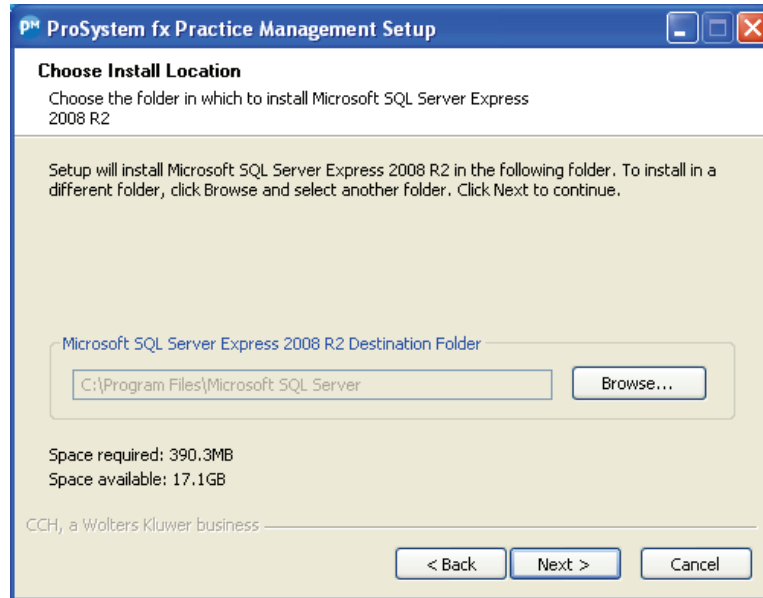 PM ProSystem fx Practice Management Setup
Choose Install Location
Choose the folder in which to install Microsoft SQL Server Express
2008 R2
Setup will install Microsoft SQL Server Express 2008 R2 in the following folder. To install in a
different folder, click Browse and select another folder. Click Next to continue.
Microsoft SQL Server Express 2008 R2 Destination Folder
C:\Program Files\Microsoft SQL Server
Browse...
Space required: 390.3MB
Space available: 17.1GB
CCH, a Wolters Kluwer business
< Back Next > Cancel